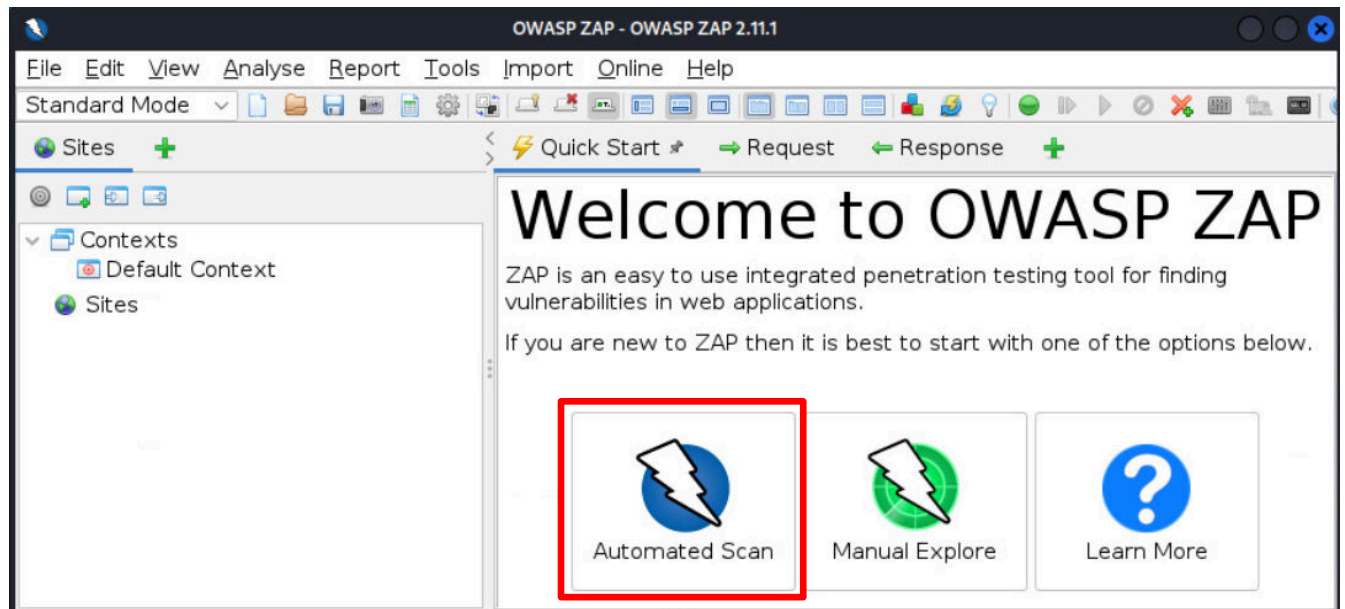 OWASP ZAP - OWASP ZAP 2.11.1
File Edit View Analyse Report Tools Import Online Help
Standard Mode
Sites
Quick Start
Request
Response
Contexts
Default Context
Sites
Welcome to OWASP ZAP
ZAP is an easy to use integrated penetration testing tool for finding
vulnerabilities in web applications.
If you are new to ZAP then it is best to start with one of the options below.
Automated Scan
Manual Explore
Learn More